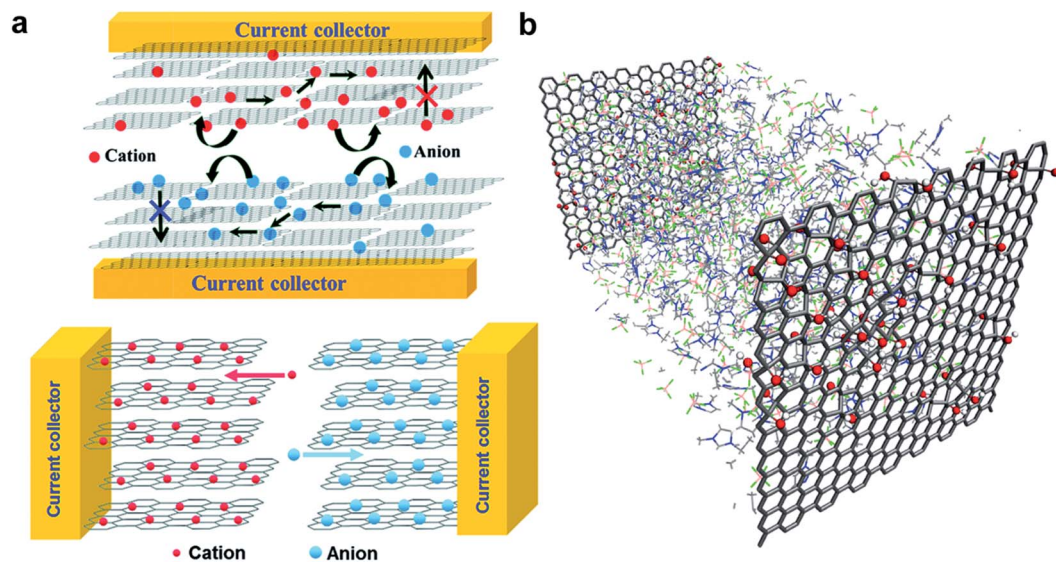 a
b
Current collector
Cation
Anion
Current collector
Current collector
Current collector
Cation
Anion